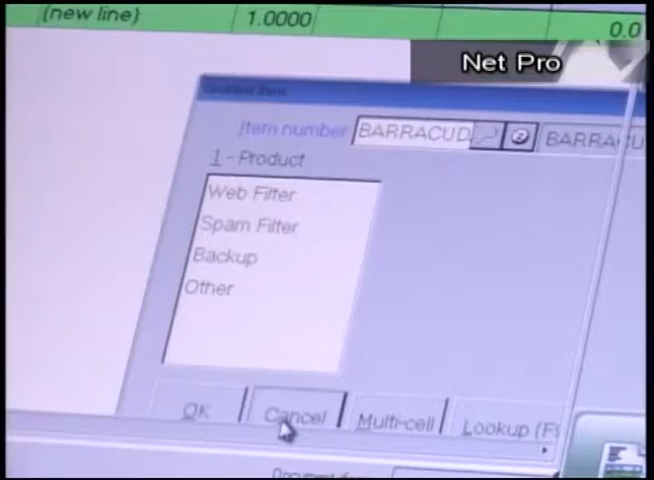 (new line) 1.0000 0.0
Net Pro
Item number BARRACUD BARRACU
1 - Product
Web Filter
Spam Filter
Backup
Other
OK Cancel Multi-cell Lookup (F